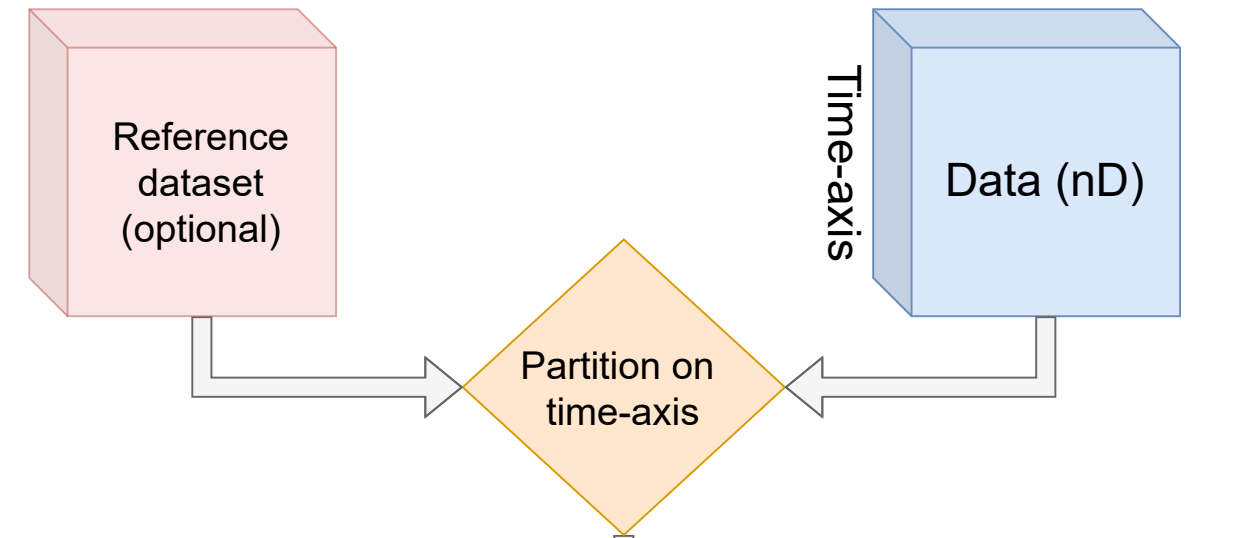 Reference
dataset
(optional)
Time-axis
Data (nD)
Partition on
time-axis